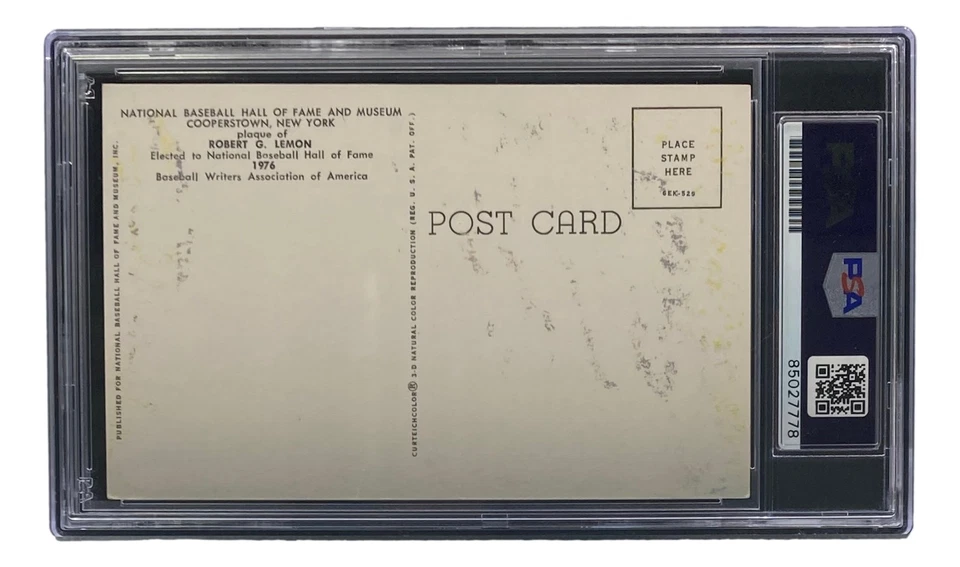 NATIONAL BASEBALL HALL OF FAME AND MUSEUM
COOPERSTOWN, NEW YORK
plaque of
ROBERT G. LEMON
Elected to National Baseball Hall of Fame
1976
Baseball Writers Association of America
PUBLISHED FOR NATIONAL BASEBALL HALL OF FAME AND MUSEUM, INC.
CURTEICHCOLOR® 3-D NATURAL COLOR REPRODUCTION (REG. U. S. A. PAT. OFF.)
POST CARD
PLACE
STAMP
HERE
6EK-520
PSA
85027778